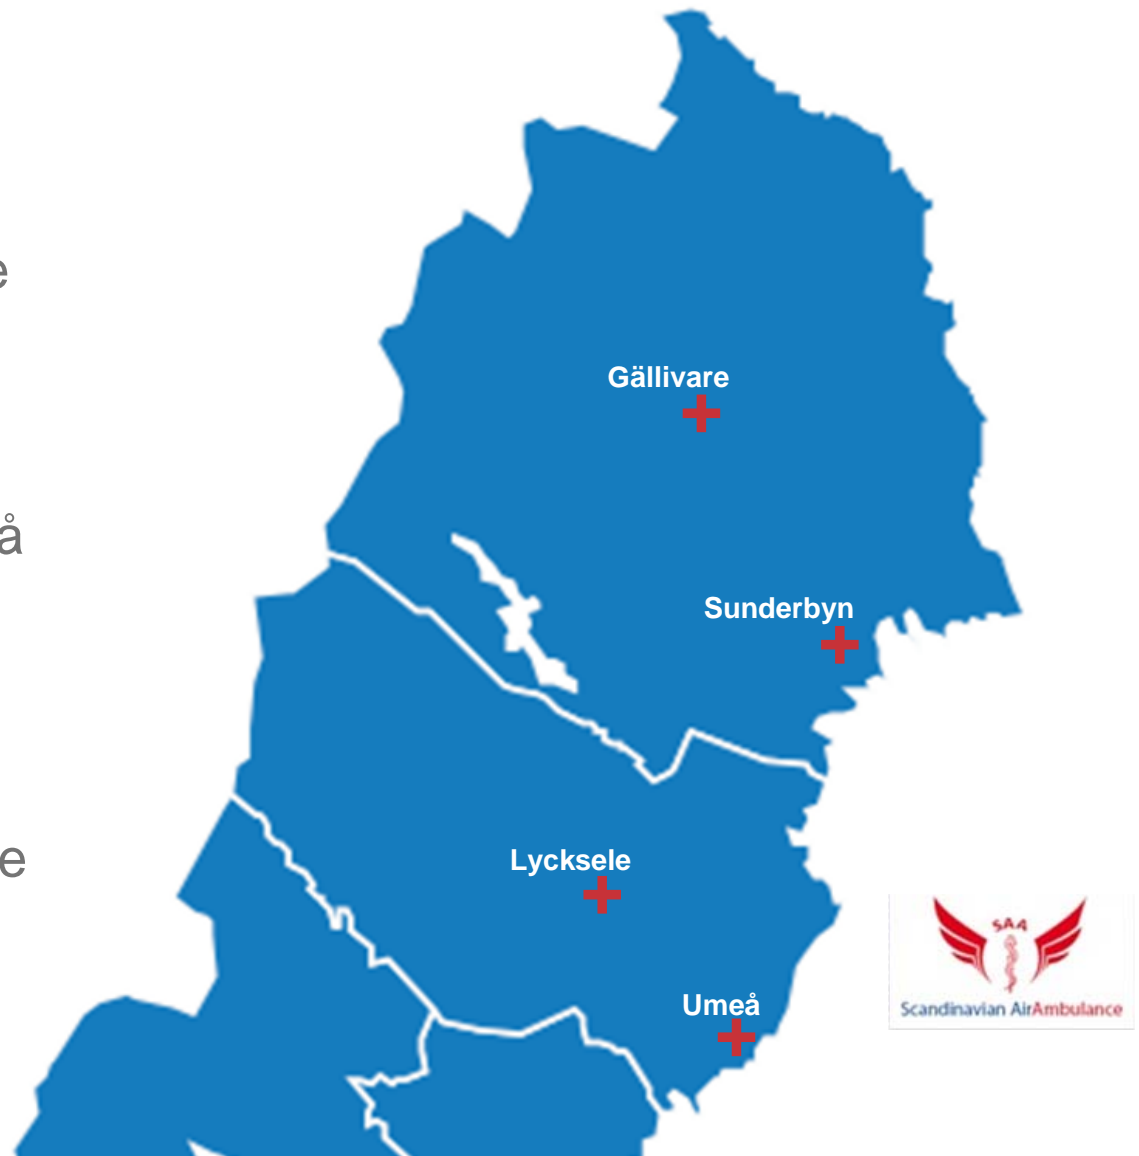 e
Gällivare
å
Sunderbyn
Lycksele
e
SAA
Scandinavian AirAmbulance
Umeå